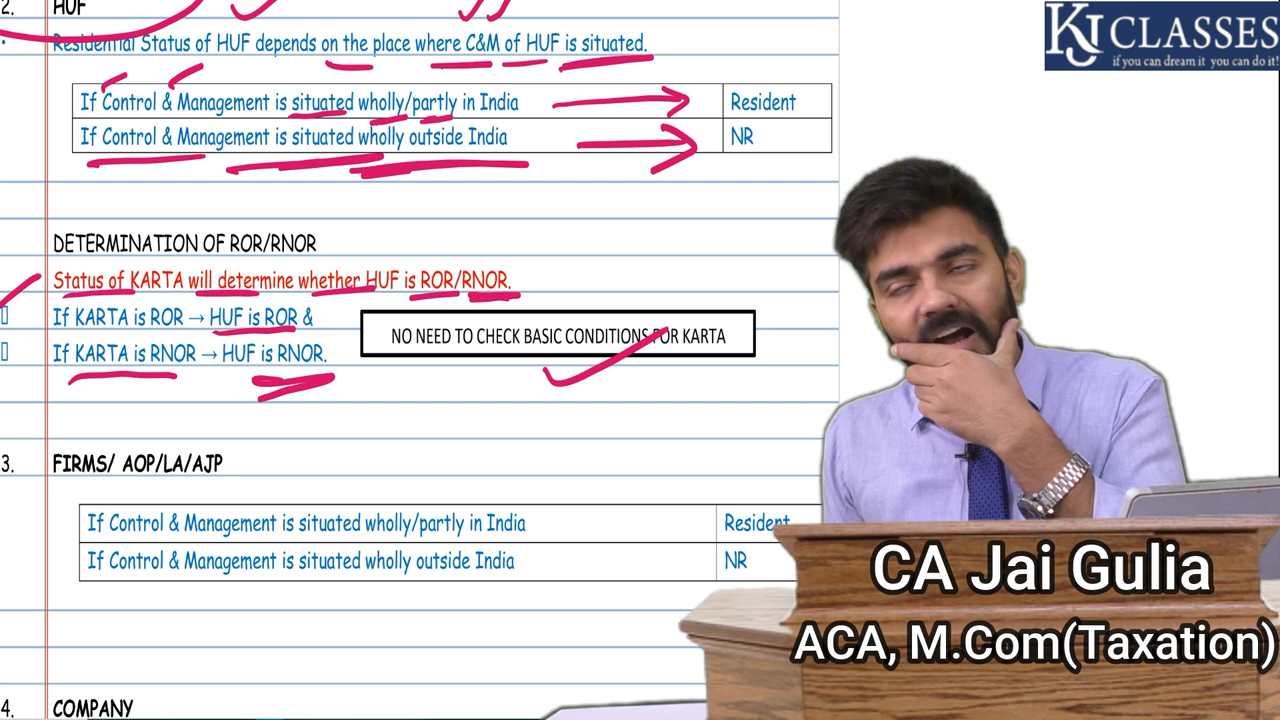 2. HUF
KJ CLASSES
if you can dream it you can do it!
Residential Status of HUF depends on the place where C&M of HUF is situated.
If Control & Management is situated wholly/partly in India Resident
If Control & Management is situated wholly outside India NR
DETERMINATION OF ROR/RNOR
Status of KARTA will determine whether HUF is ROR/RNOR.
If KARTA is ROR → HUF is ROR &
If KARTA is RNOR → HUF is RNOR.
NO NEED TO CHECK BASIC CONDITIONS FOR KARTA
3. FIRMS/ AOP/LA/AJP
If Control & Management is situated wholly/partly in India Resident
If Control & Management is situated wholly outside India NR
CA Jai Gulia
ACA, M.Com(Taxation)
4. COMPANY